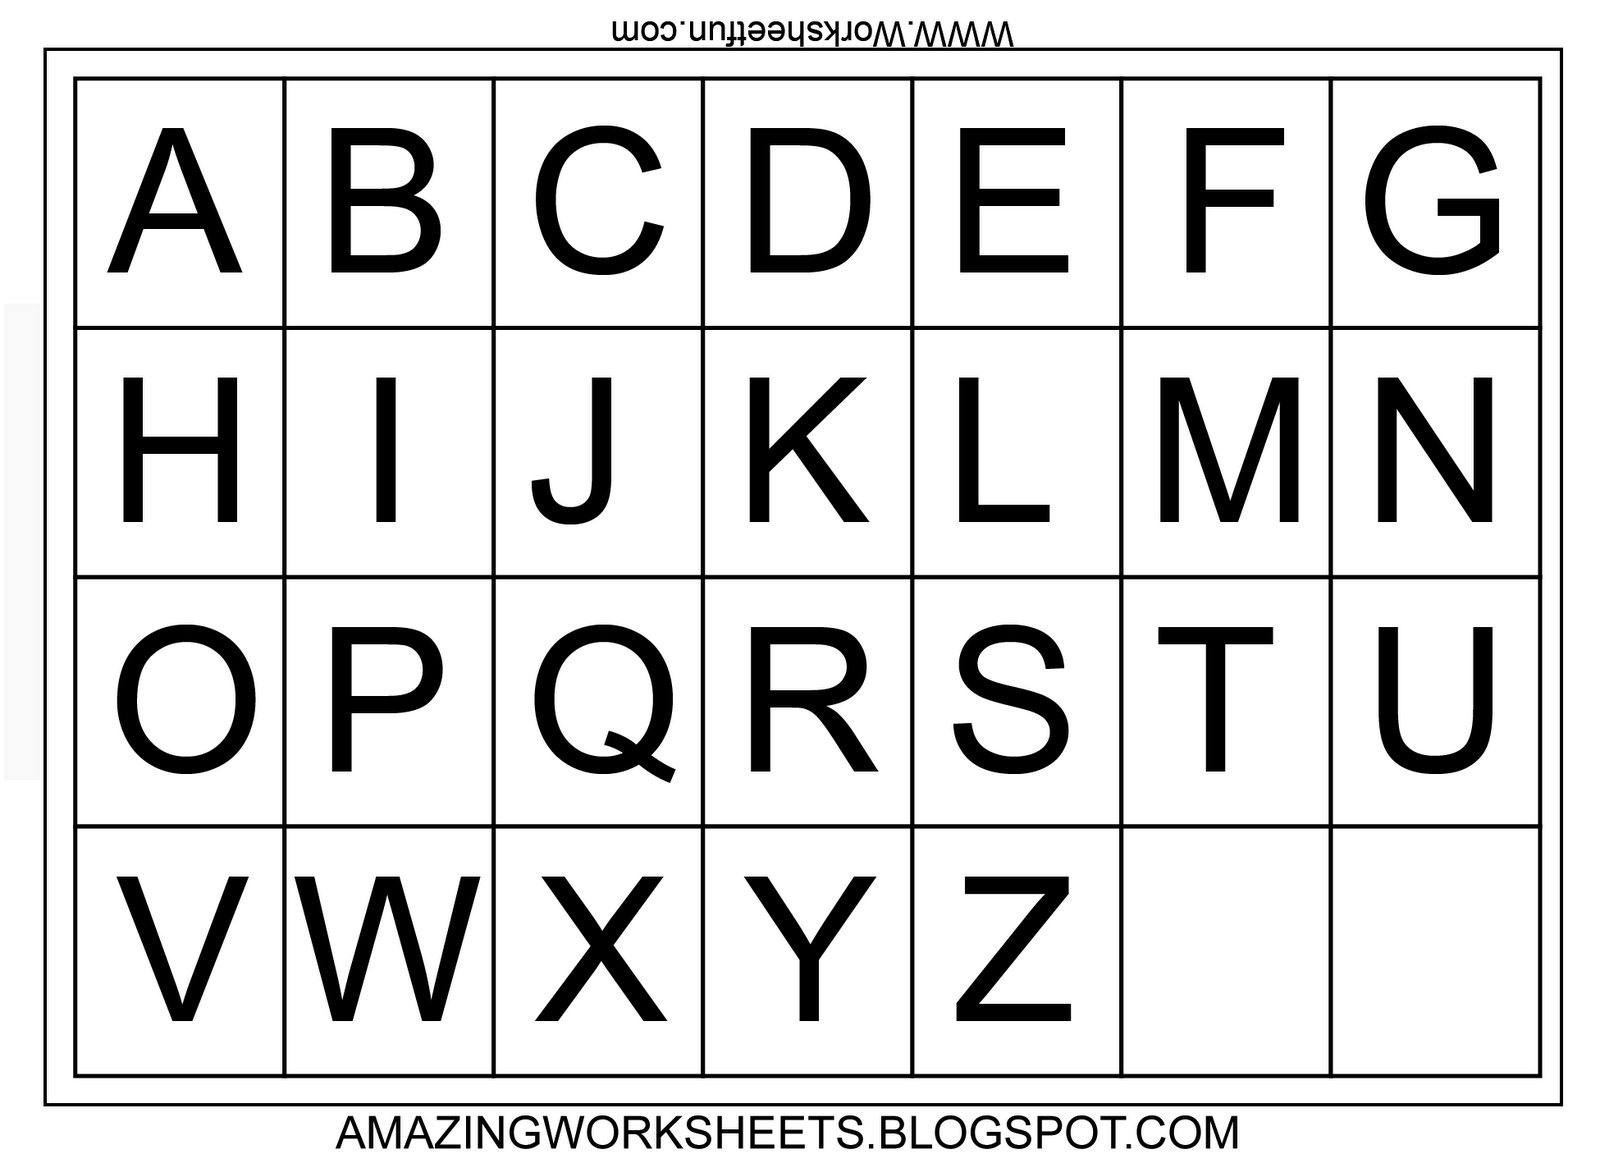 WWW.Worksheetfun.com
A B C D E F G
H I J K L M N
O P Q R S T U
V W X Y Z
AMAZINGWORKSHEETS.BLOGSPOT.COM